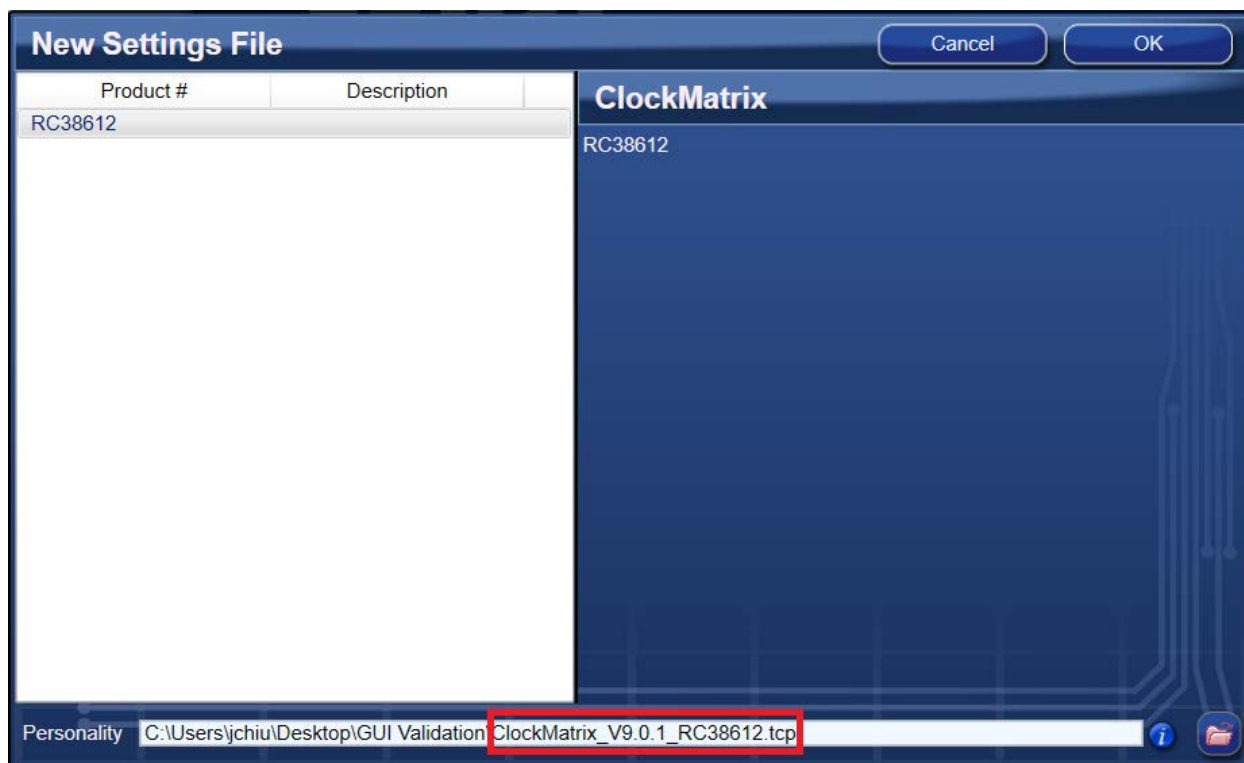 New Settings File
Cancel
OK
Product #
Description
RC38612
ClockMatrix
RC38612
Personality
C:\Users\jchiu\Desktop\GUI Validation\ClockMatrix_V9.0.1_RC38612.tcp
i